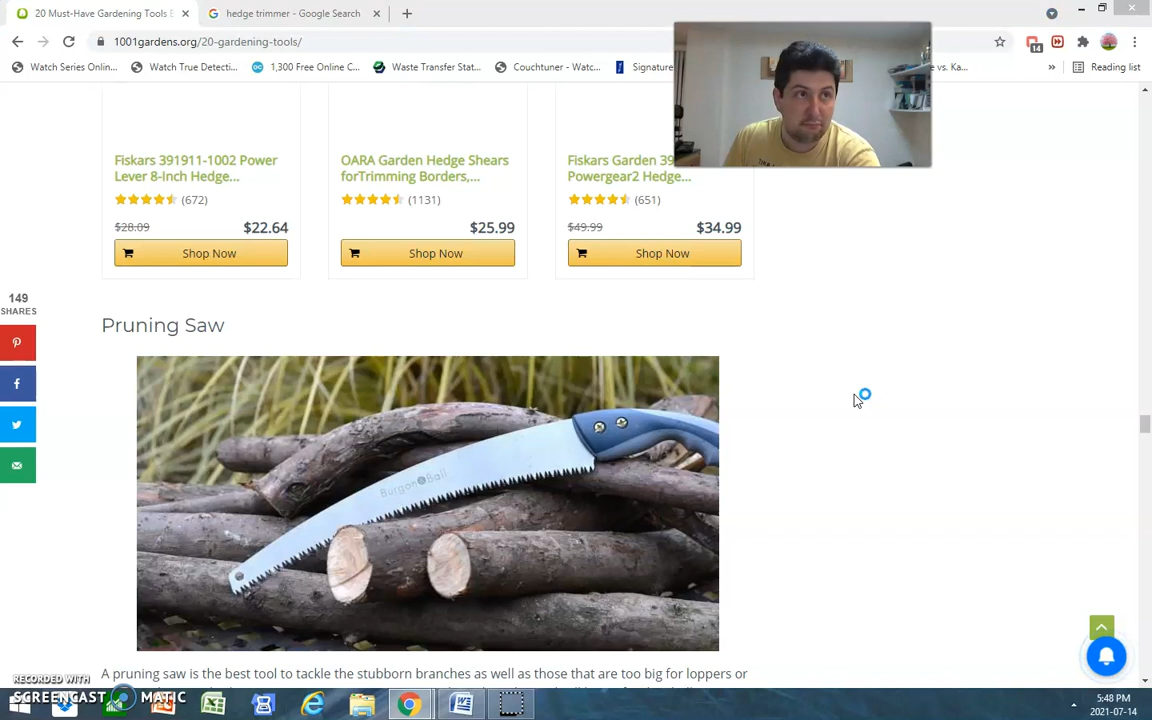 20 Must-Have Gardening Tools E
hedge trimmer - Google Search
1001gardens.org/20-gardening-tools/
14
Watch Series Onlin...
Watch True Detecti...
1,300 Free Online C...
Waste Transfer Stat...
Couchtuner - Watc...
Signature
e vs. Ka...
»
Reading list
Fiskars 391911-1002 Power
Lever 8-Inch Hedge...
(672)
$28.09 $22.64
Shop Now
OARA Garden Hedge Shears
forTrimming Borders,...
(1131)
$25.99
Shop Now
Fiskars Garden 39
Powergear2 Hedge...
(651)
$49.99 $34.99
Shop Now
149
SHARES
Pruning Saw
Burgon & Ball
A pruning saw is the best tool to tackle the stubborn branches as well as those that are too big for loppers or
RECORDED WITH
SCREENCAST MATIC
5:48 PM
2021-07-14